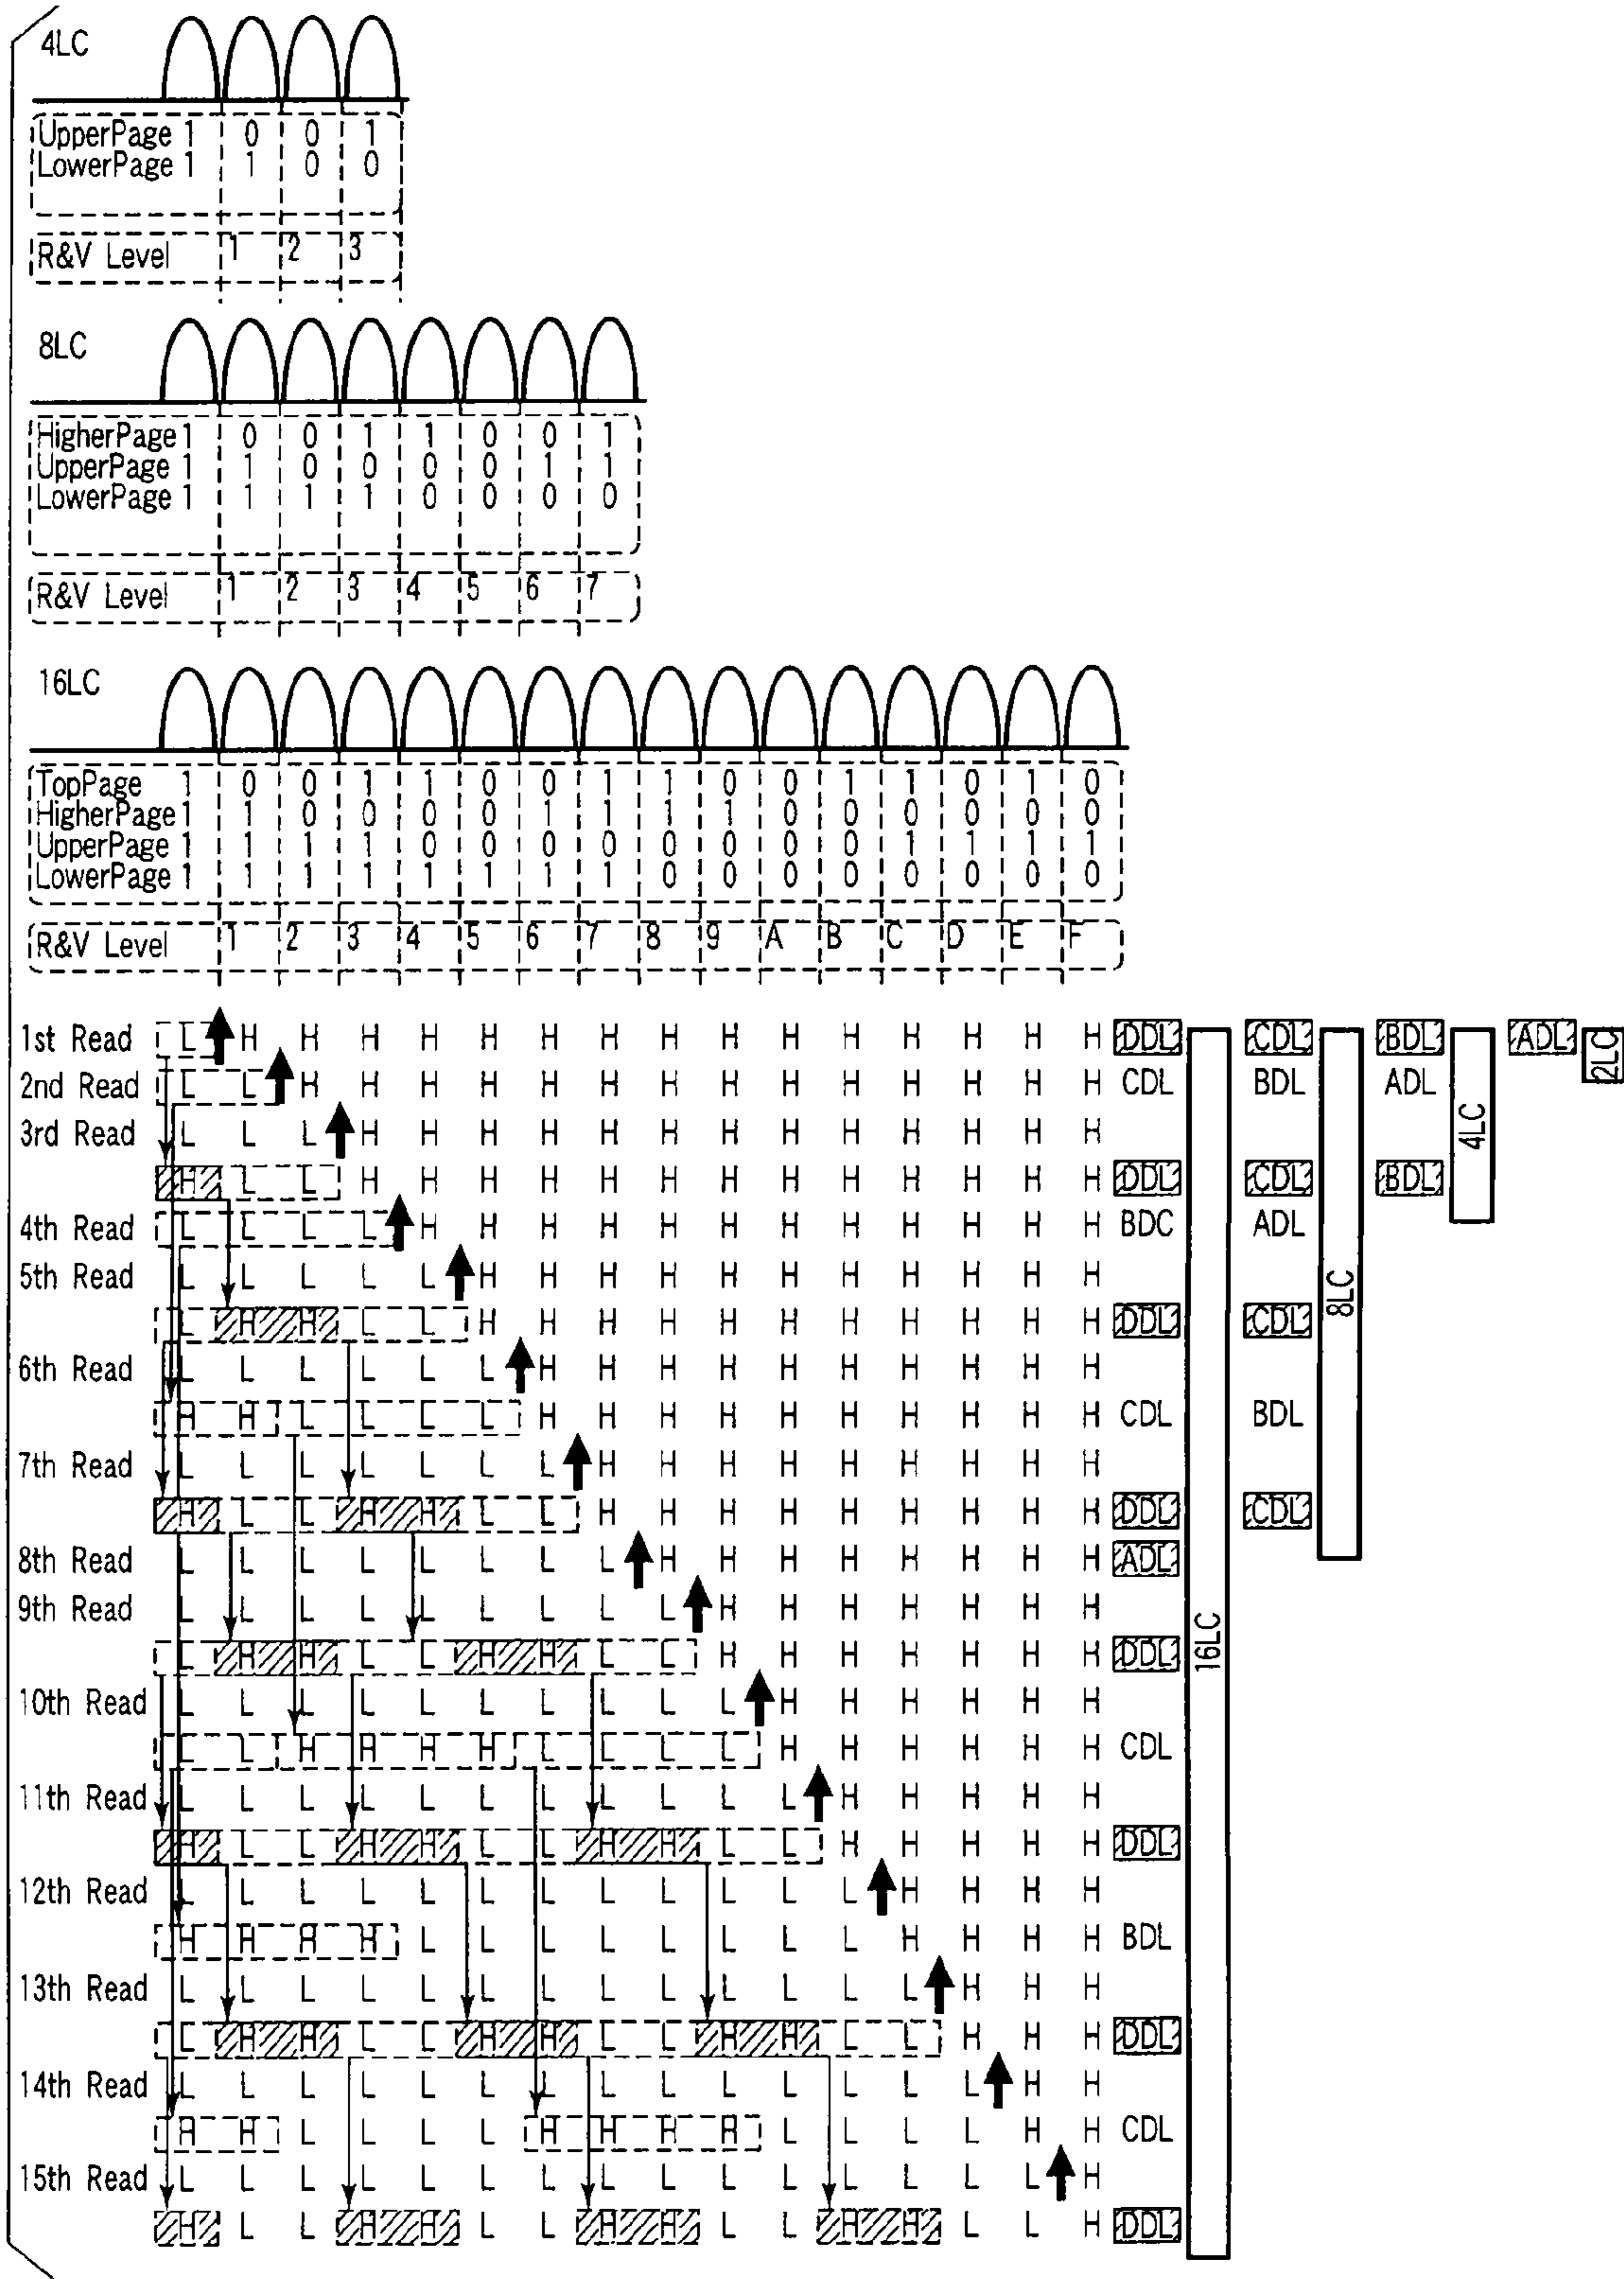 4LC
UpperPage 1 0 0 1
LowerPage 1 1 0 0
R&V Level 1 2 3
8LC
HigherPage 1 0 0 1 1 0 0 1
UpperPage 1 1 0 0 0 0 1 1
LowerPage 1 1 1 1 0 0 0 0
R&V Level 1 2 3 4 5 6 7
16LC
TopPage 1 0 0 1 1 0 0 1 1 0 0 1 1 0 1 0
HigherPage 1 1 0 0 0 0 1 1 1 1 0 0 0 0 0 0
UpperPage 1 1 1 1 0 0 0 0 0 0 0 0 1 1 1 1
LowerPage 1 1 1 1 1 1 1 1 0 0 0 0 0 0 0 0
R&V Level 1 2 3 4 5 6 7 8 9 A B C D E F
1st Read L H H H H H H H H H H H H H H H DDL CDL BDL ADL 2LC
2nd Read L L H H H H H H H H H H H H H H CDL BDL ADL
3rd Read L L L H H H H H H H H H H H H H 4LC
H L L H H H H H H H H H H H H H DDL CDL BDL
4th Read L L L L H H H H H H H H H H H H BDC ADL
5th Read L L L L L H H H H H H H H H H H 8LC
L H H L L H H H H H H H H H H H DDL CDL
6th Read L L L L L L H H H H H H H H H H
H H L L L L H H H H H H H H H H CDL BDL
7th Read L L L L L L L H H H H H H H H H
H L L H H L L H H H H H H H H H DDL CDL
8th Read L L L L L L L L H H H H H H H H ADL
9th Read L L L L L L L L L H H H H H H H 16LC
L H H L L H H L L H H H H H H H DDL
10th Read L L L L L L L L L L H H H H H H
L L H H H H L L L L H H H H H H CDL
11th Read L L L L L L L L L L L H H H H H
H L L H H L L H H L L H H H H H DDL
12th Read L L L L L L L L L L L L H H H H
H H H H L L L L L L L L H H H H BDL
13th Read L L L L L L L L L L L L L H H H
L H H L L H H L L H H L L H H H DDL
14th Read L L L L L L L L L L L L L L H H
H H L L L L H H H H L L L L H H CDL
15th Read L L L L L L L L L L L L L L L H
H L L H H L L H H L L H H L L H DDL